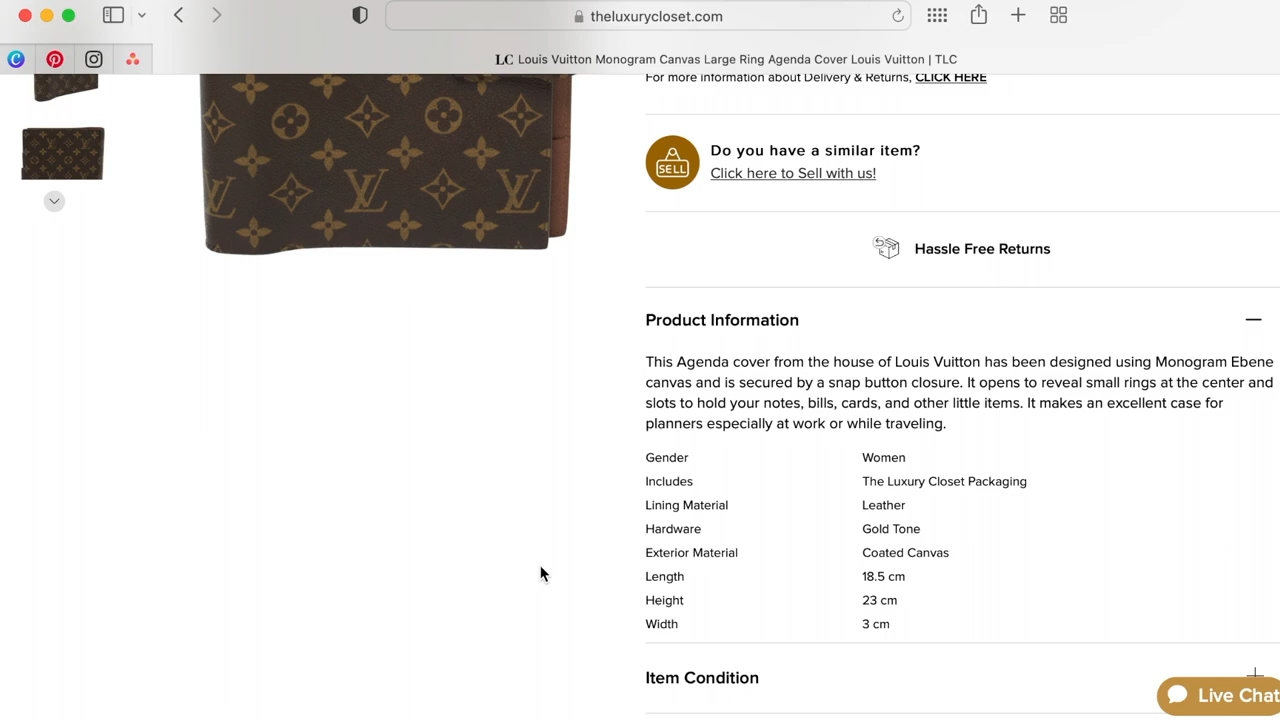 theluxurycloset.com
LC Louis Vuitton Monogram Canvas Large Ring Agenda Cover Louis Vuitton | TLC
For more information about Delivery & Returns, CLICK HERE
SELL
Do you have a similar item?
Click here to Sell with us!
Hassle Free Returns
Product Information
This Agenda cover from the house of Louis Vuitton has been designed using Monogram Ebene
canvas and is secured by a snap button closure. It opens to reveal small rings at the center and
slots to hold your notes, bills, cards, and other little items. It makes an excellent case for
planners especially at work or while traveling.
Gender Women
Includes The Luxury Closet Packaging
Lining Material Leather
Hardware Gold Tone
Exterior Material Coated Canvas
Length 18.5 cm
Height 23 cm
Width 3 cm
Item Condition
Live Chat